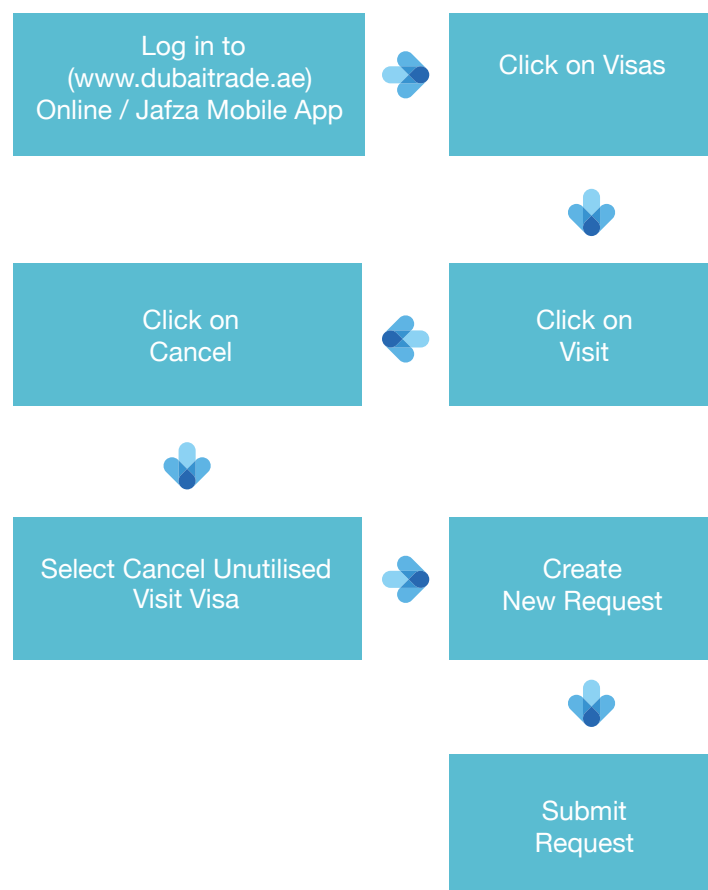 Log in to
(www.dubaitrade.ae)
Online / Jafza Mobile App
Click on Visas
Click on
Visit
Click on
Cancel
Select Cancel Unutilised
Visit Visa
Create
New Request
Submit
Request